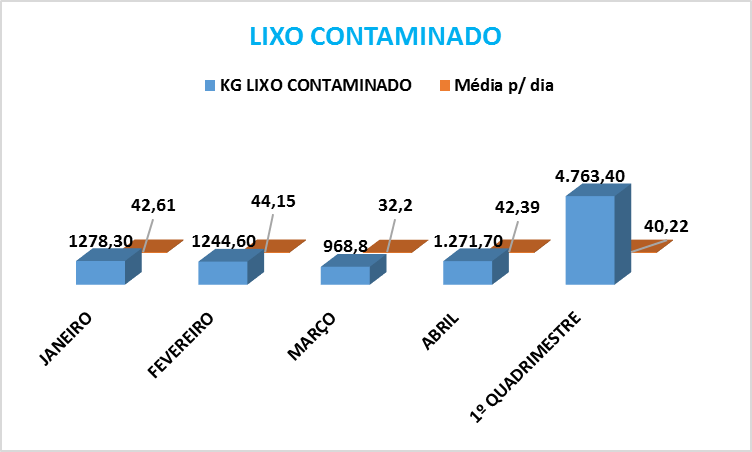 LIXO CONTAMINADO
KG LIXO CONTAMINADO Média p/ dia
1278,30 42,61 1244,60 44,15 968,8 32,2 1.271,70 42,39 4.763,40 40,22
JANEIRO FEVEREIRO MARÇO ABRIL 1º QUADRIMESTRE